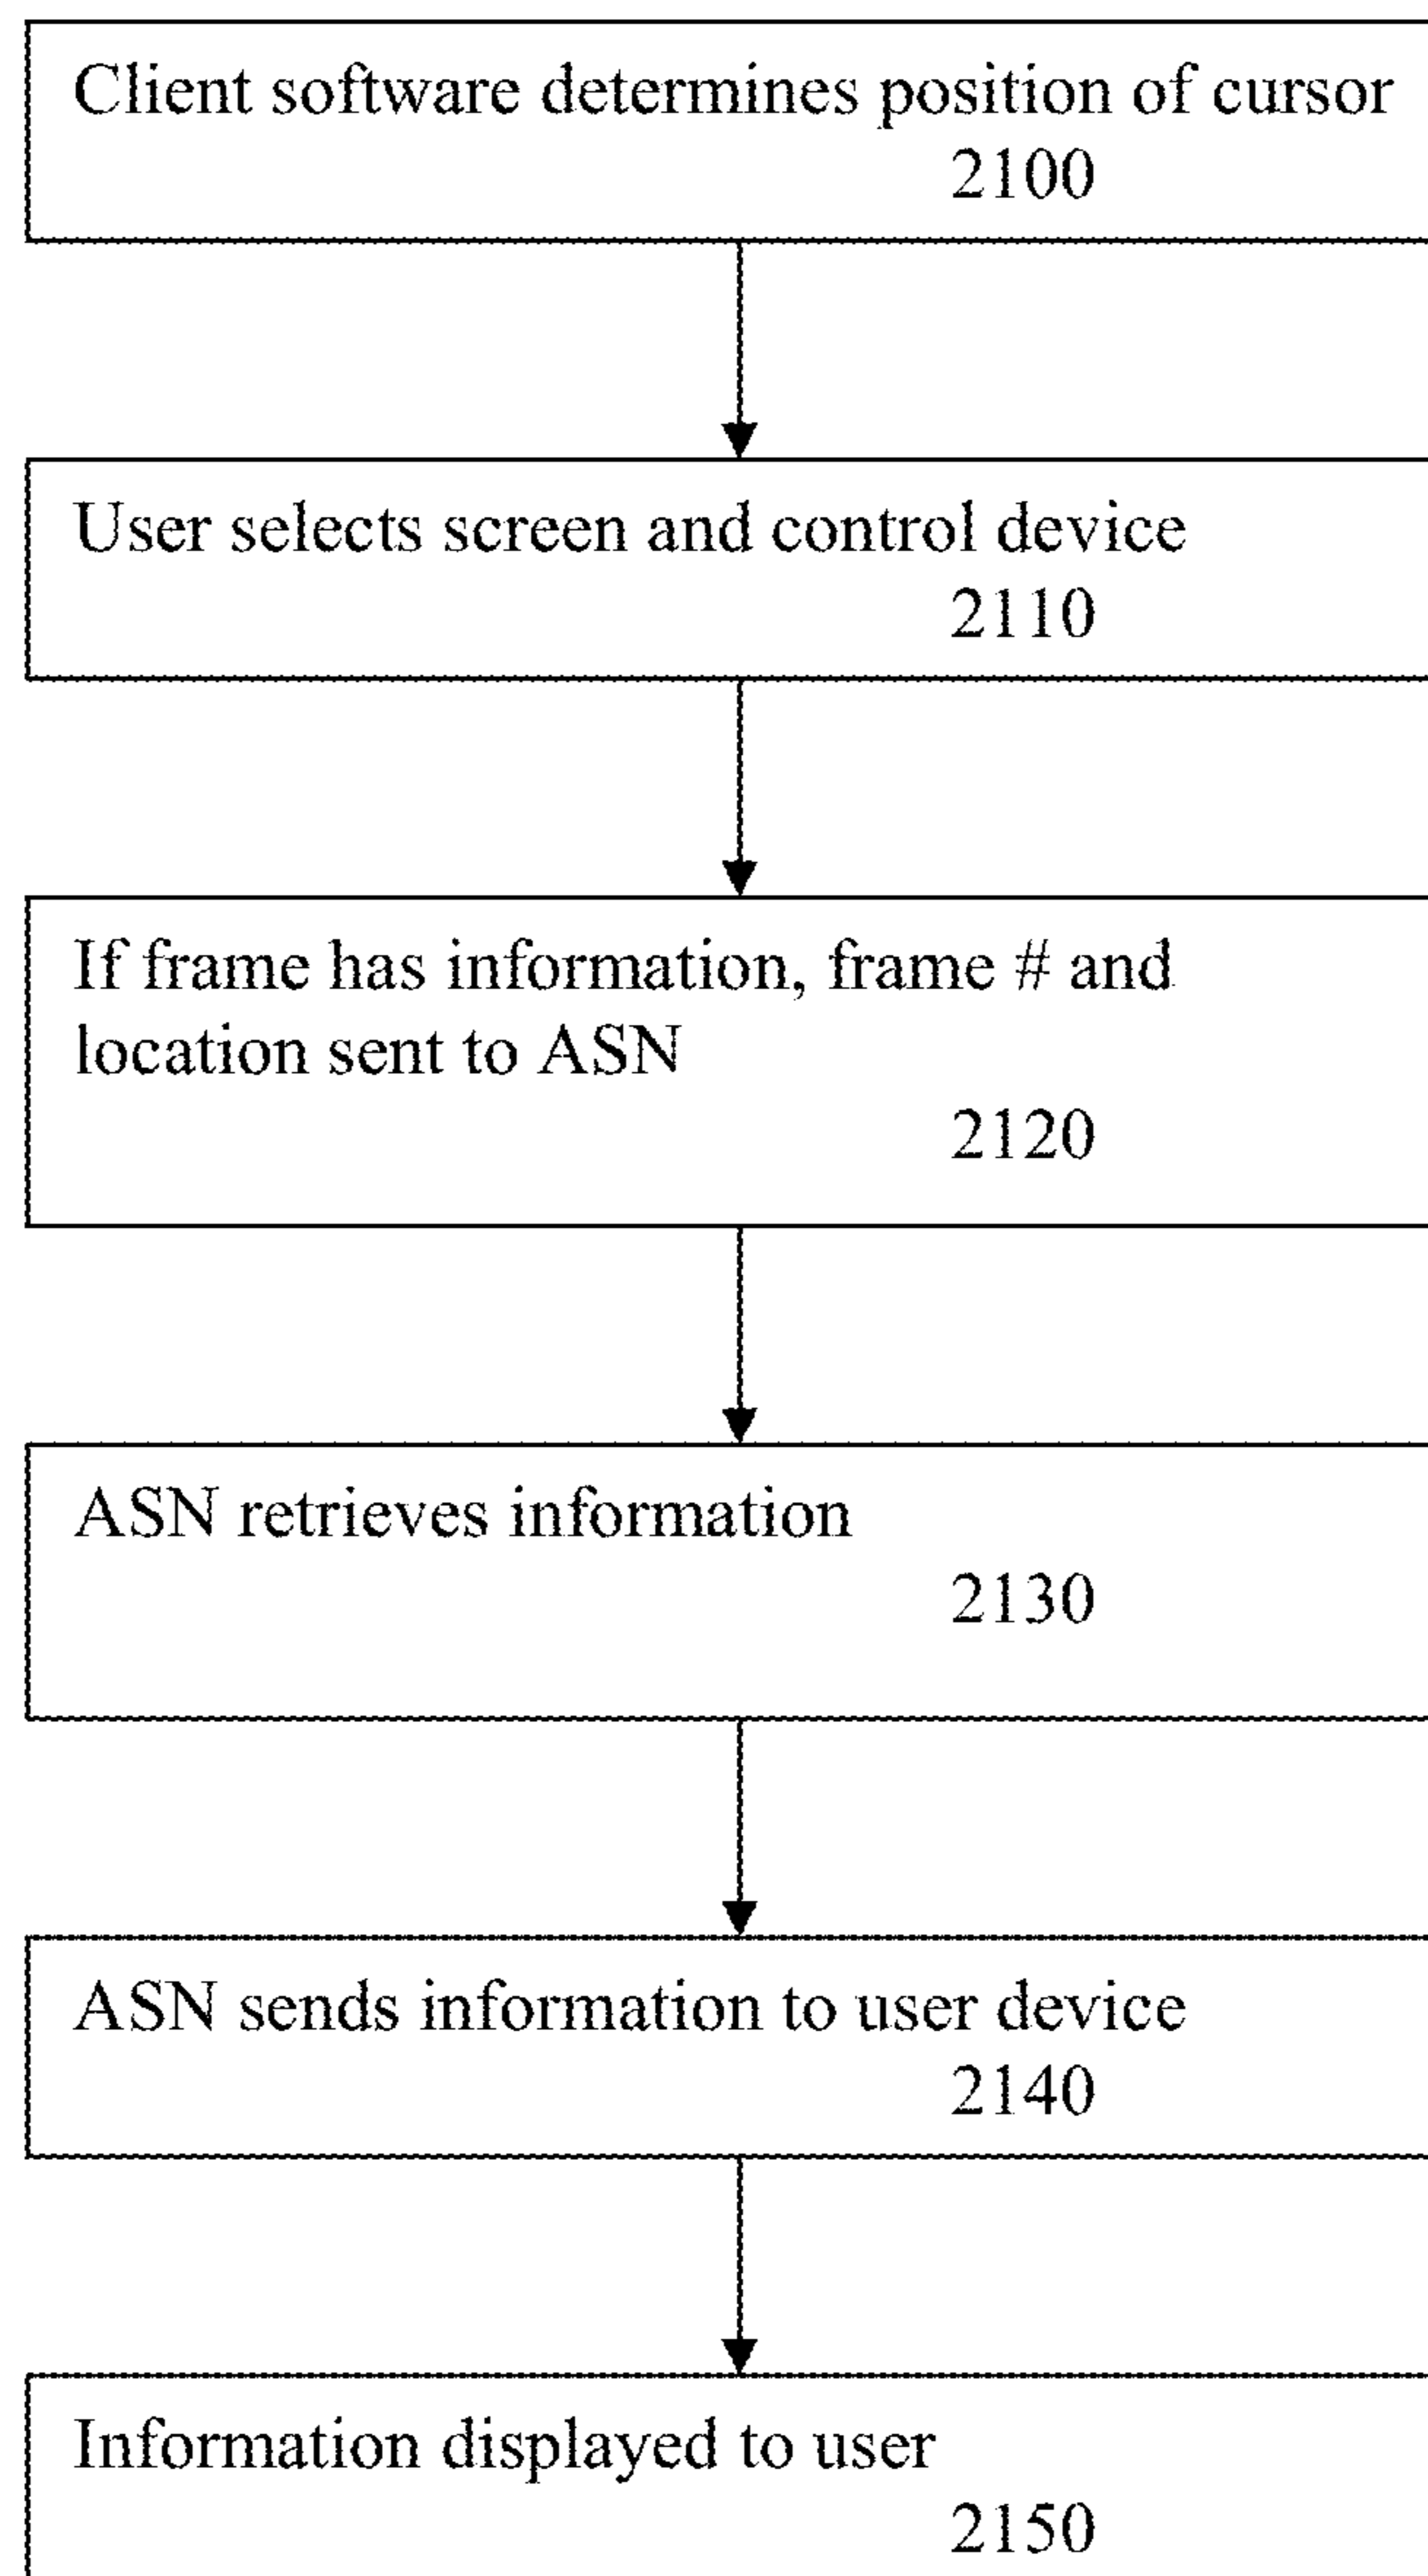 Client software determines position of cursor
2100
User selects screen and control device
2110
If frame has information, frame # and
location sent to ASN
2120
ASN retrieves information
2130
ASN sends information to user device
2140
Information displayed to user
2150